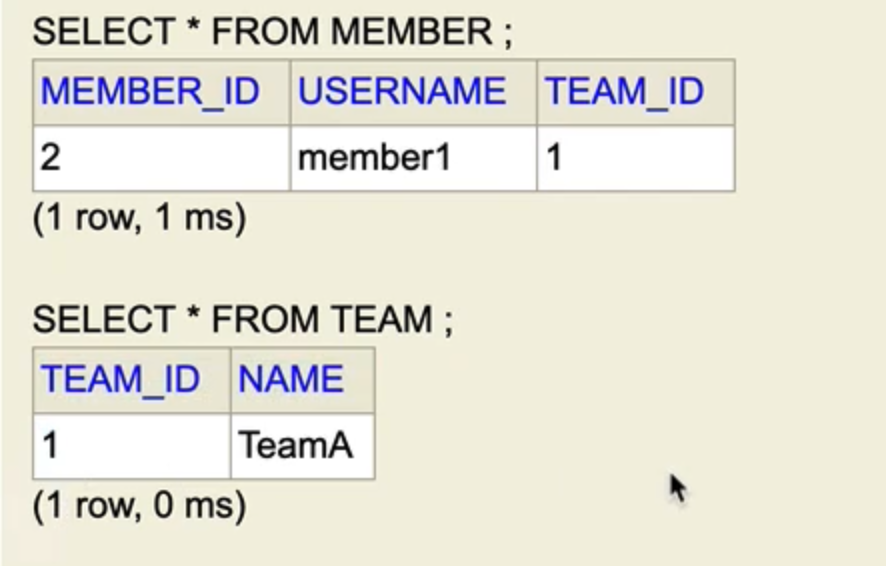 SELECT * FROM MEMBER ;
MEMBER_ID USERNAME TEAM_ID
2 member1 1
(1 row, 1 ms)
SELECT * FROM TEAM ;
TEAM_ID NAME
1 TeamA
(1 row, 0 ms)